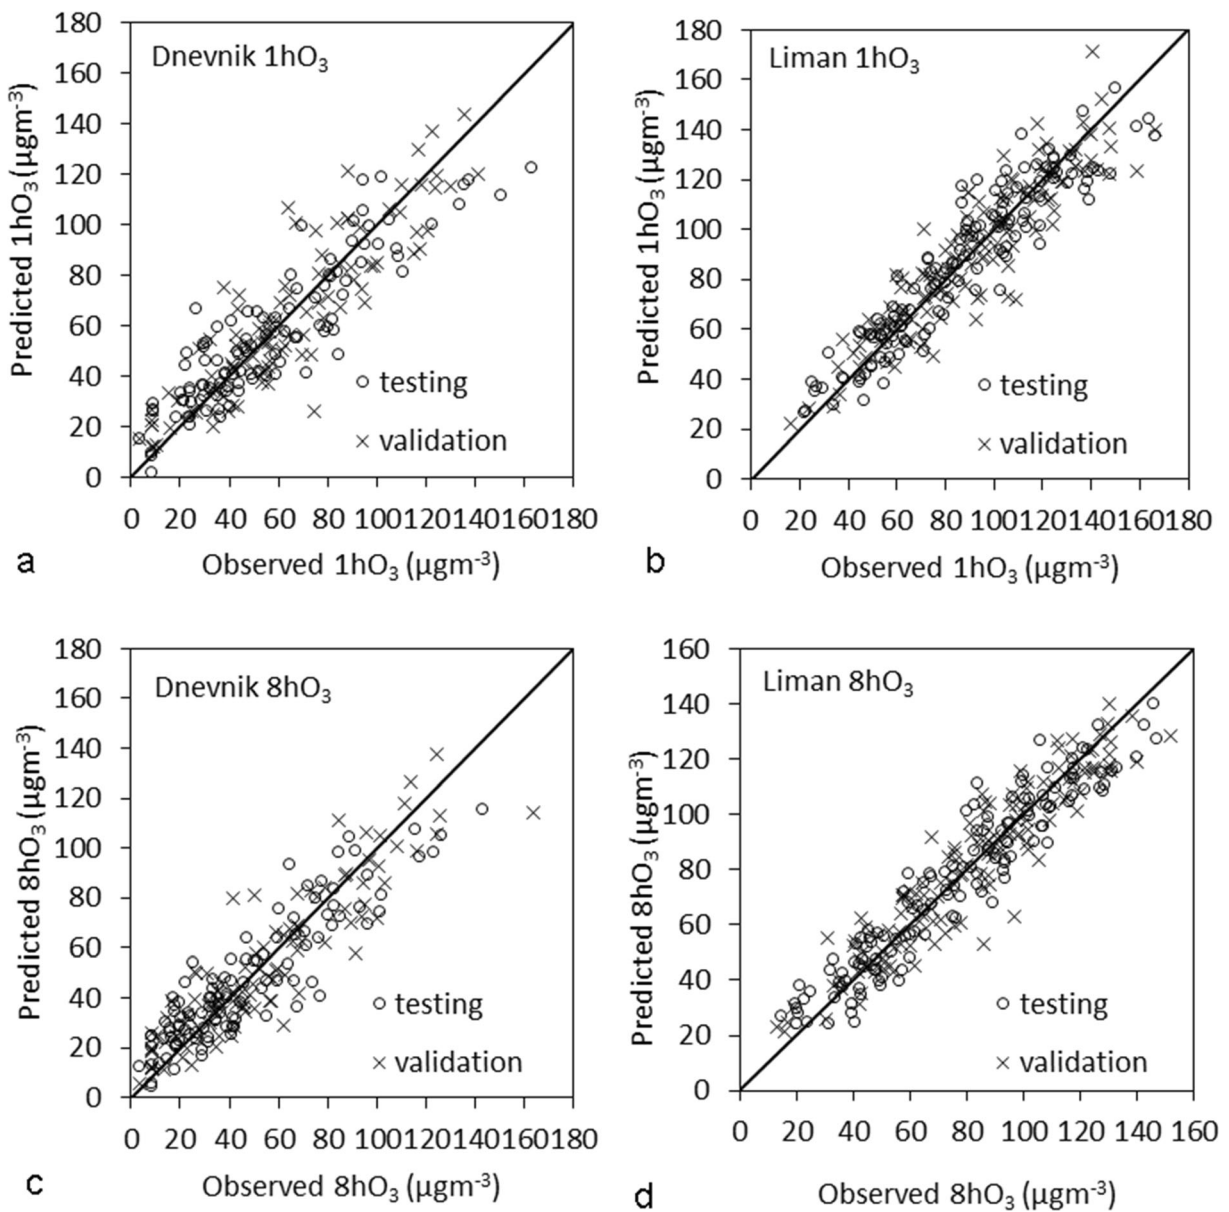 Dnevnik 1hO₃
Predicted 1hO₃ (µgm⁻³)
180
160
140
120
100
80
60
40
20
0
testing
validation
0 20 40 60 80 100 120 140 160 180
Observed 1hO₃ (µgm⁻³)
a
Liman 1hO₃
Predicted 1hO₃ (µgm⁻³)
180
160
140
120
100
80
60
40
20
0
testing
validation
0 20 40 60 80 100 120 140 160 180
Observed 1hO₃ (µgm⁻³)
b
Dnevnik 8hO₃
Predicted 8hO₃ (µgm⁻³)
180
160
140
120
100
80
60
40
20
0
testing
validation
0 20 40 60 80 100 120 140 160 180
Observed 8hO₃ (µgm⁻³)
c
Liman 8hO₃
Predicted 8hO₃ (µgm⁻³)
160
140
120
100
80
60
40
20
0
testing
validation
0 20 40 60 80 100 120 140 160
Observed 8hO₃ (µgm⁻³)
d